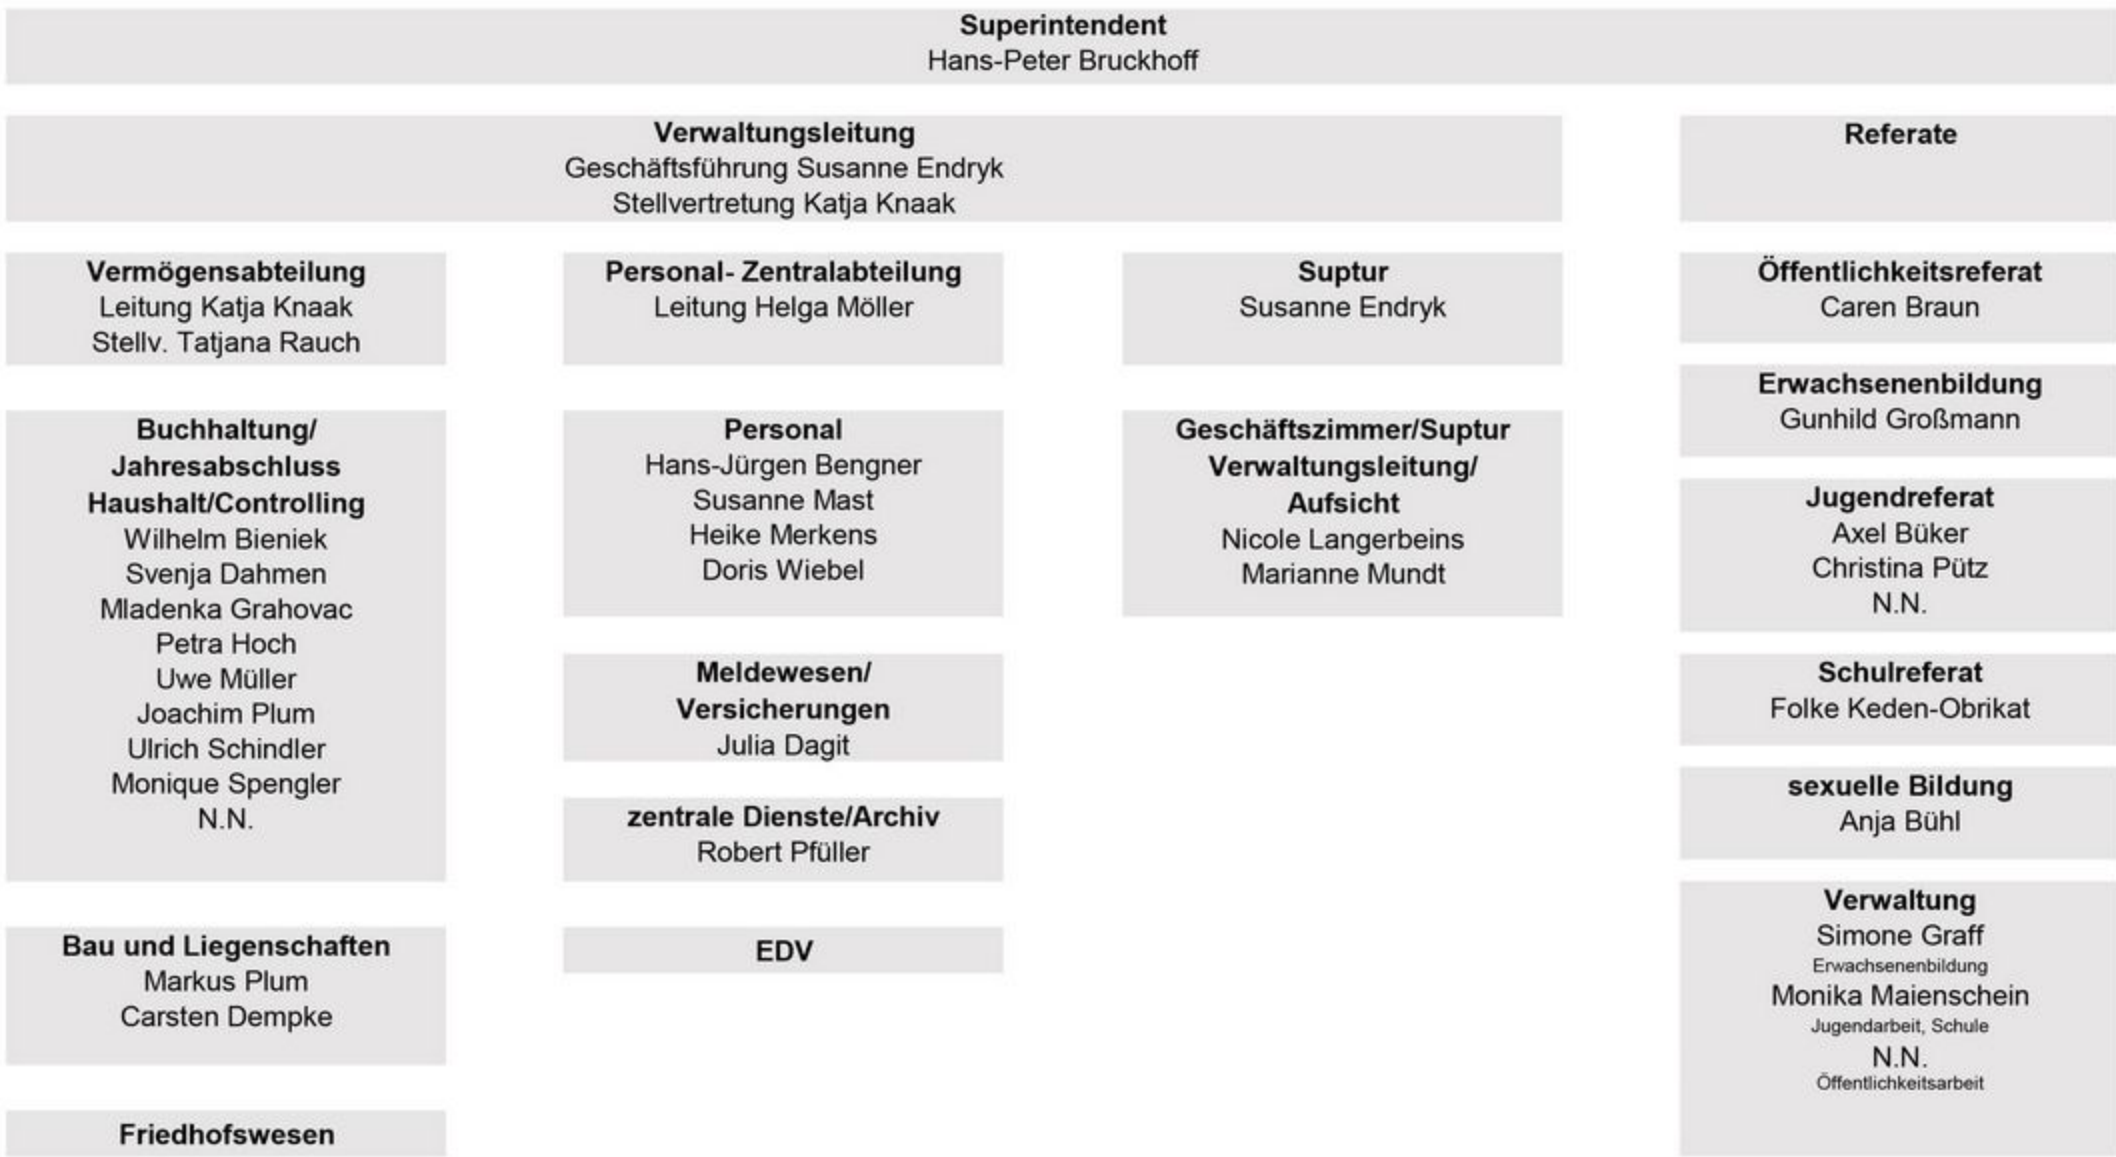 Superintendent
Hans-Peter Bruckhoff
Verwaltungsleitung
Geschäftsführung Susanne Endryk
Stellvertretung Katja Knaak
Referate
Vermögensabteilung
Leitung Katja Knaak
Stellv. Tatjana Rauch
Personal- Zentralabteilung
Leitung Helga Möller
Suptur
Susanne Endryk
Öffentlichkeitsreferat
Caren Braun
Erwachsenenbildung
Gunhild Großmann
Buchhaltung/
Jahresabschluss
Haushalt/Controlling
Wilhelm Bieniek
Svenja Dahmen
Mladenka Grahovac
Petra Hoch
Uwe Müller
Joachim Plum
Ulrich Schindler
Monique Spengler
N.N.
Personal
Hans-Jürgen Bengner
Susanne Mast
Heike Merkens
Doris Wiebel
Geschäftszimmer/Suptur
Verwaltungsleitung/
Aufsicht
Nicole Langerbeins
Marianne Mundt
Jugendreferat
Axel Büker
Christina Pütz
N.N.
Meldewesen/
Versicherungen
Julia Dagit
Schulreferat
Folke Keden-Obrikat
zentrale Dienste/Archiv
Robert Pfüller
sexuelle Bildung
Anja Bühl
Bau und Liegenschaften
Markus Plum
Carsten Dempke
EDV
Verwaltung
Simone Graff
Erwachsenenbildung
Monika Maienschein
Jugendarbeit, Schule
N.N.
Öffentlichkeitsarbeit
Friedhofswesen